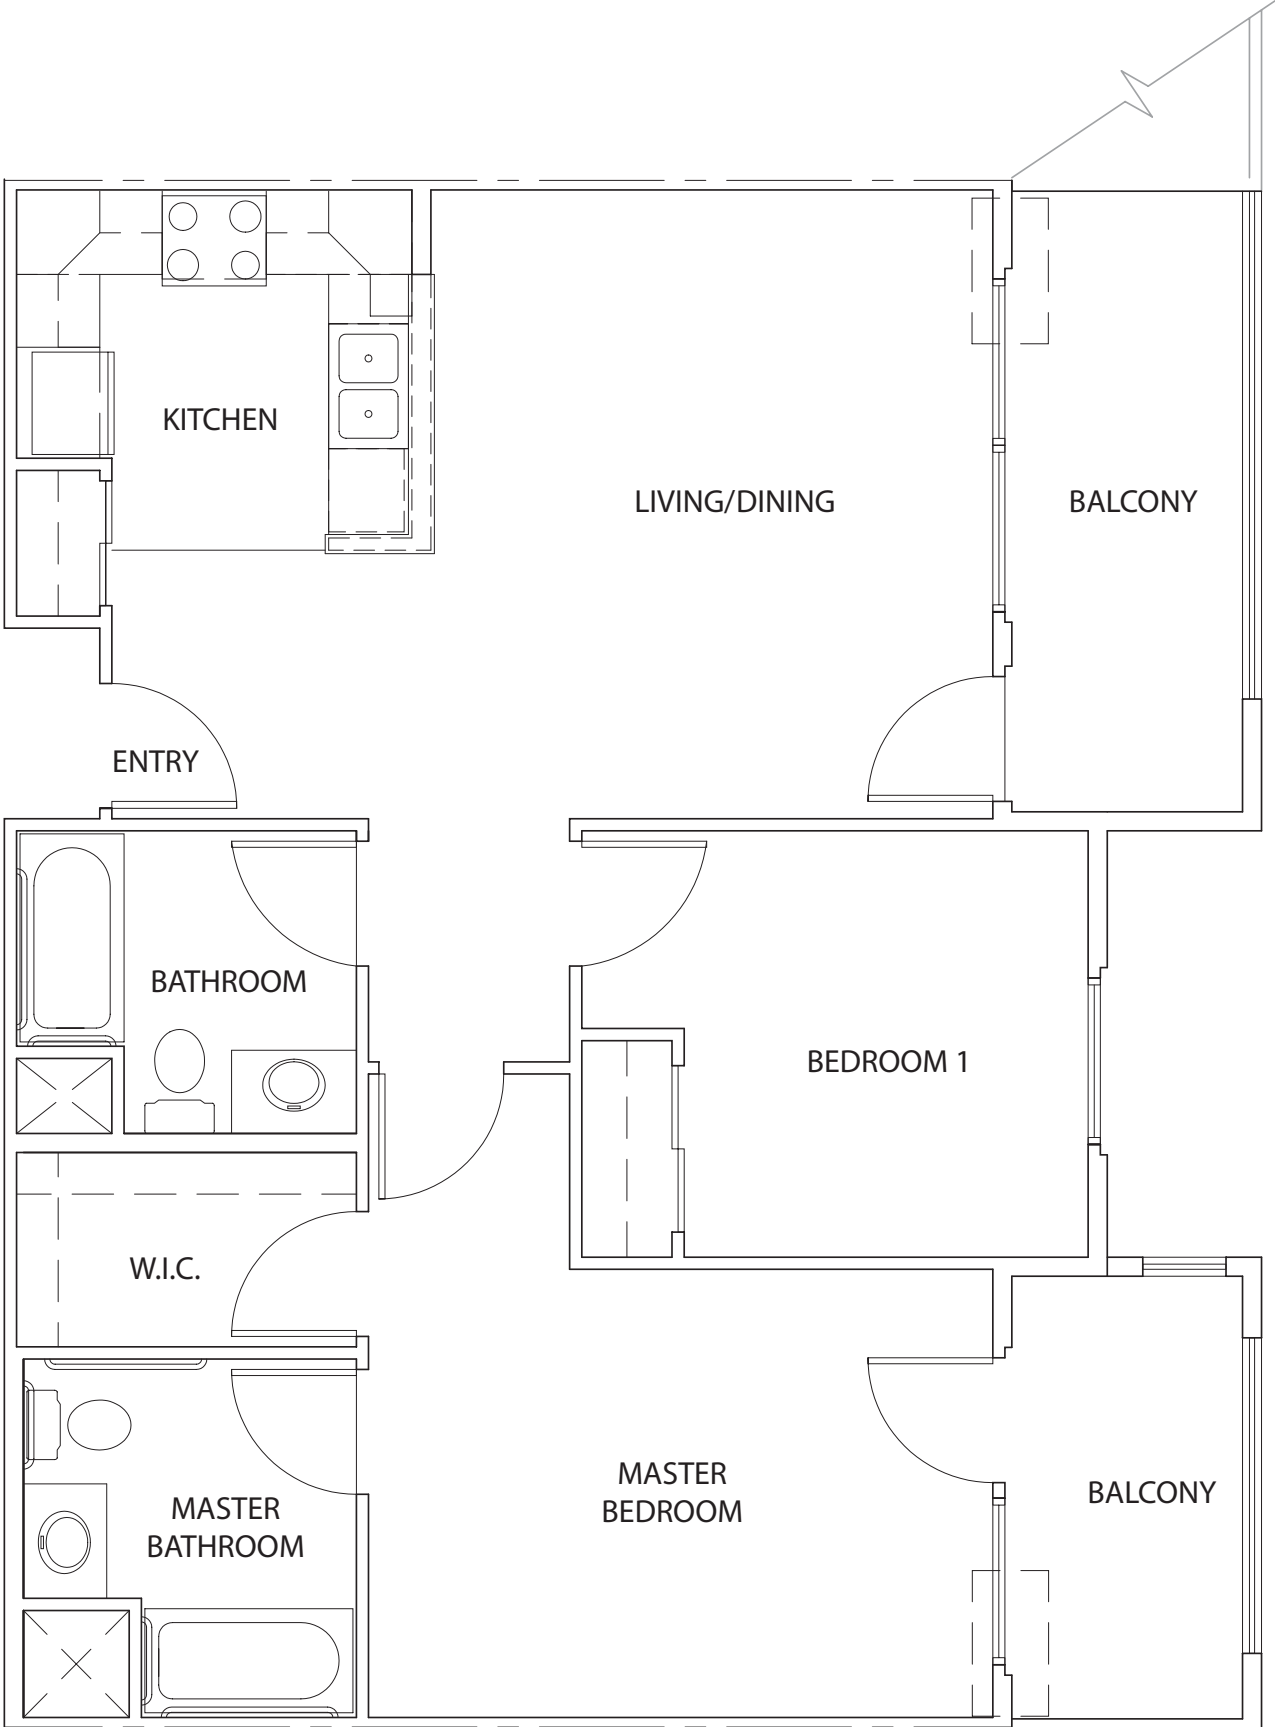 KITCHEN
LIVING/DINING
BALCONY
ENTRY
BATHROOM
BEDROOM 1
W.I.C.
MASTER
BEDROOM
BALCONY
MASTER
BATHROOM